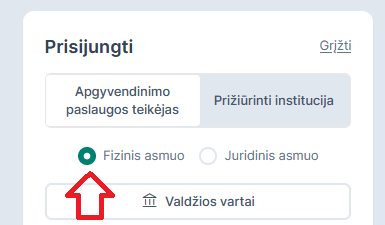 Prisijungti
Grįžti
Apgyvendinimo
paslaugos teikėjas
Prižiūrinti institucija
Fizinis asmuo
Juridinis asmuo
Valdžios vartai